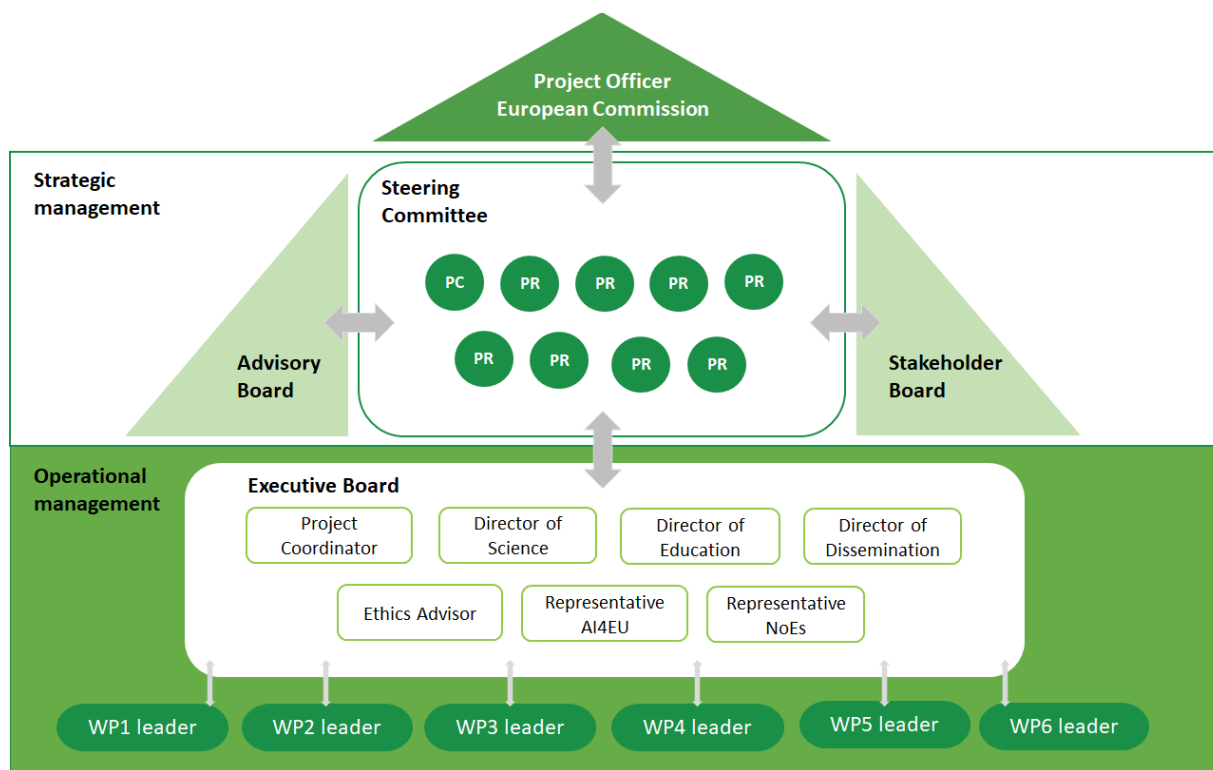 Project Officer
European Commission
Strategic
management
Steering
Committee
PC
PR
PR
PR
PR
PR
PR
PR
PR
Advisory
Board
Stakeholder
Board
Operational
management
Executive Board
Project
Coordinator
Director of
Science
Director of
Education
Director of
Dissemination
Ethics Advisor
Representative
AI4EU
Representative
NoEs
WP1 leader
WP2 leader
WP3 leader
WP4 leader
WP5 leader
WP6 leader